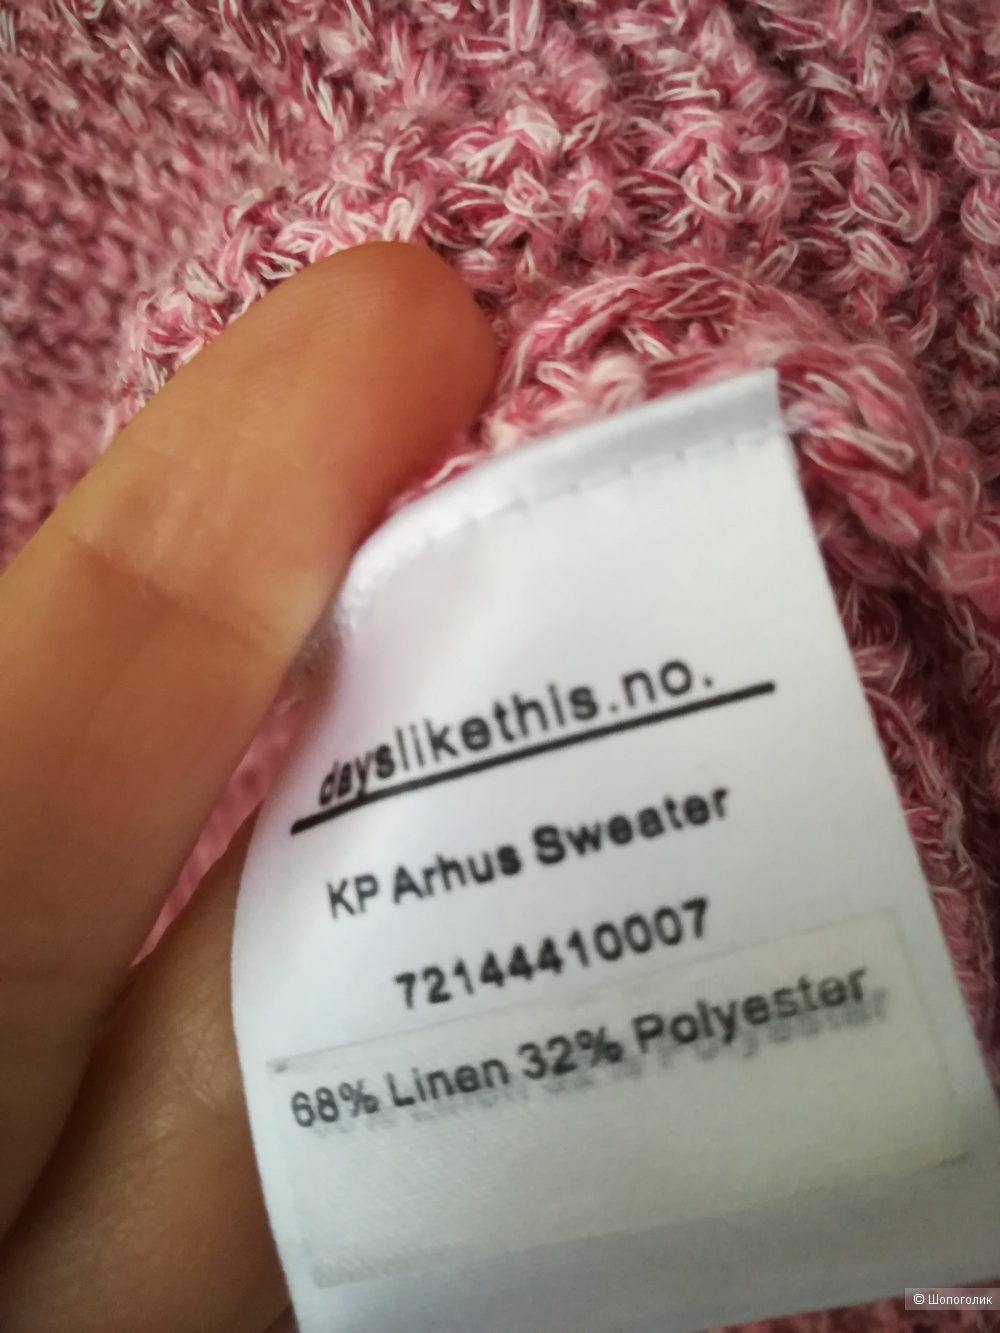 dayslikethis.no.
KP Arhus Sweater
72144410007
68% Linen 32% Polyester
© Шопоголик